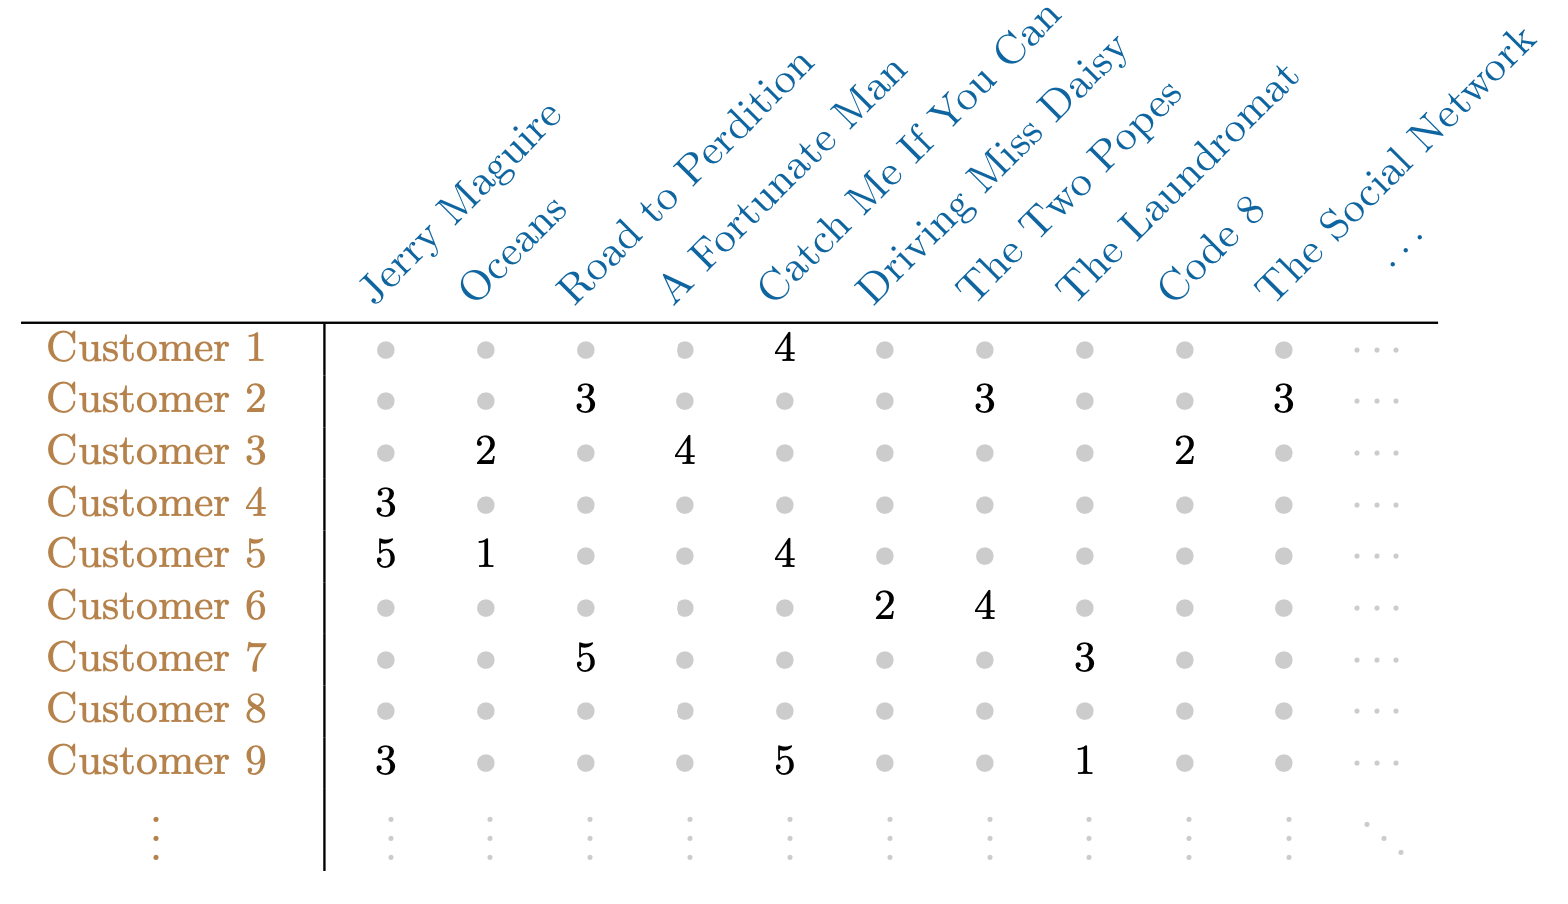 Jerry Maguire
Oceans
Road to Perdition
A Fortunate Man
Catch Me If You Can
Driving Miss Daisy
The Two Popes
The Laundromat
Code 8
The Social Network
...
Customer 1 • • • • 4 • • • • • ···
Customer 2 • • 3 • • • 3 • • 3 ···
Customer 3 • 2 • 4 • • • • 2 • ···
Customer 4 3 • • • • • • • • • ···
Customer 5 5 1 • • 4 • • • • • ···
Customer 6 • • • • • 2 4 • • • ···
Customer 7 • • 5 • • • • 3 • • ···
Customer 8 • • • • • • • • • • ···
Customer 9 3 • • • 5 • • 1 • • ···
⋮ ⋮ ⋮ ⋮ ⋮ ⋮ ⋮ ⋮ ⋮ ⋮ ⋮ ⋱